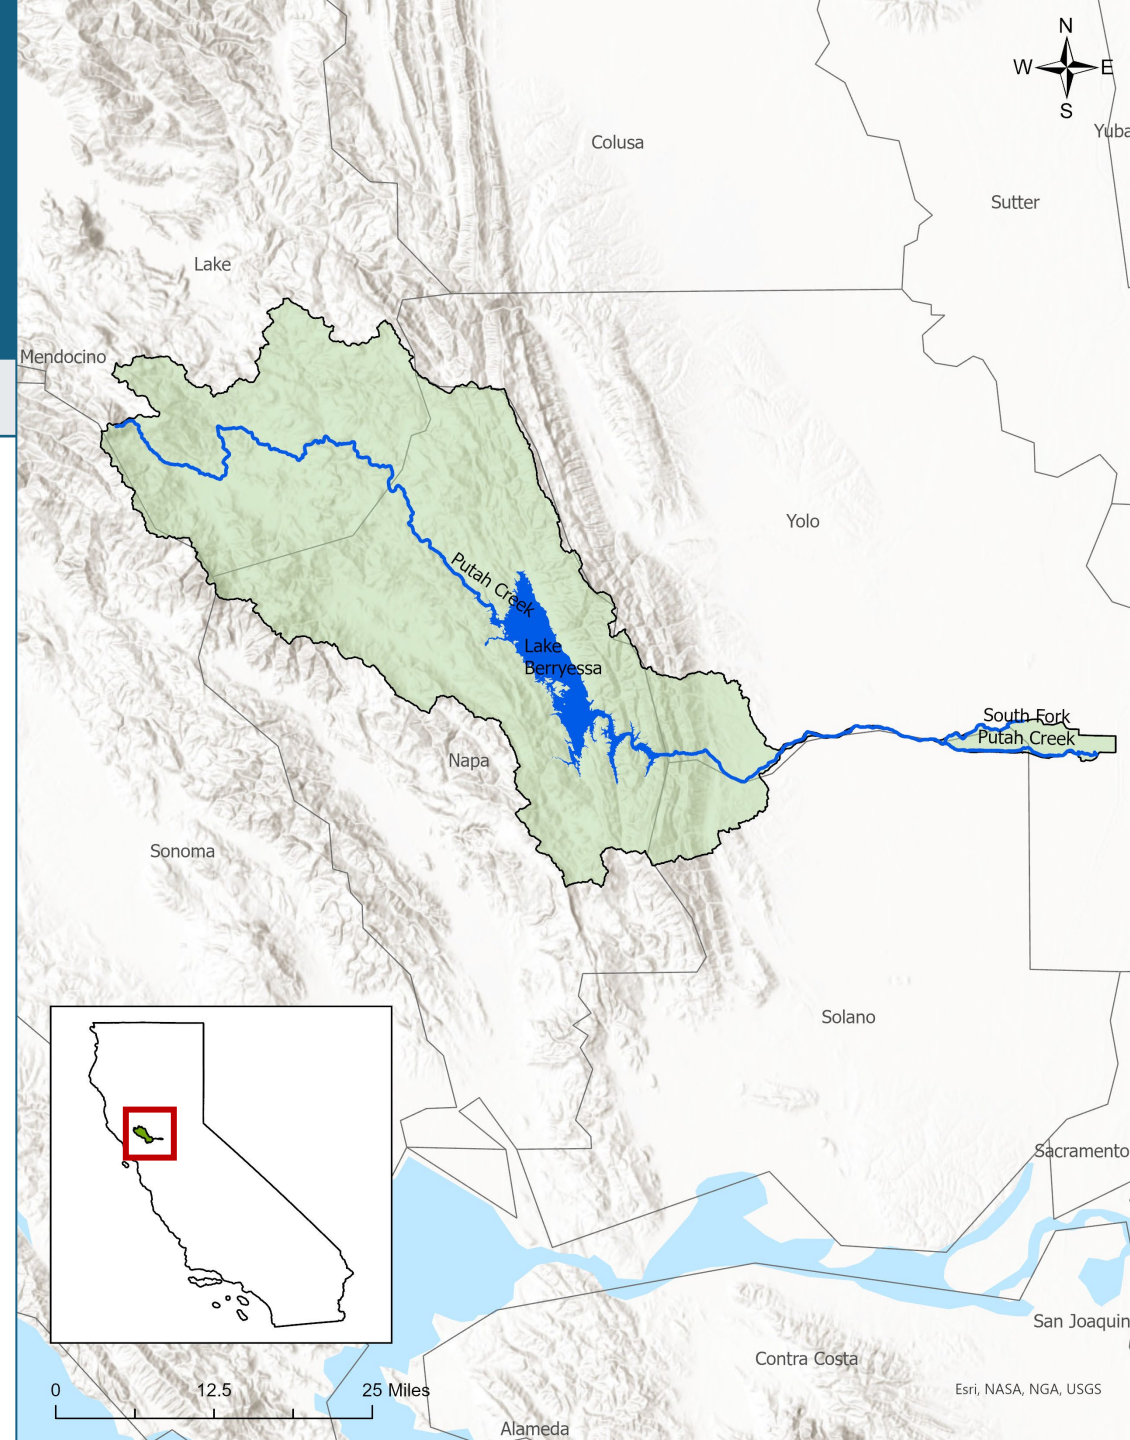 N
W E
S
Colusa
Yuba
Sutter
Lake
Mendocino
Yolo
Putah Creek
Lake
Berryessa
South Fork
Putah Creek
Napa
Sonoma
Solano
Sacramento
San Joaquin
Contra Costa
0 12.5 25 Miles
Esri, NASA, NGA, USGS
Alameda